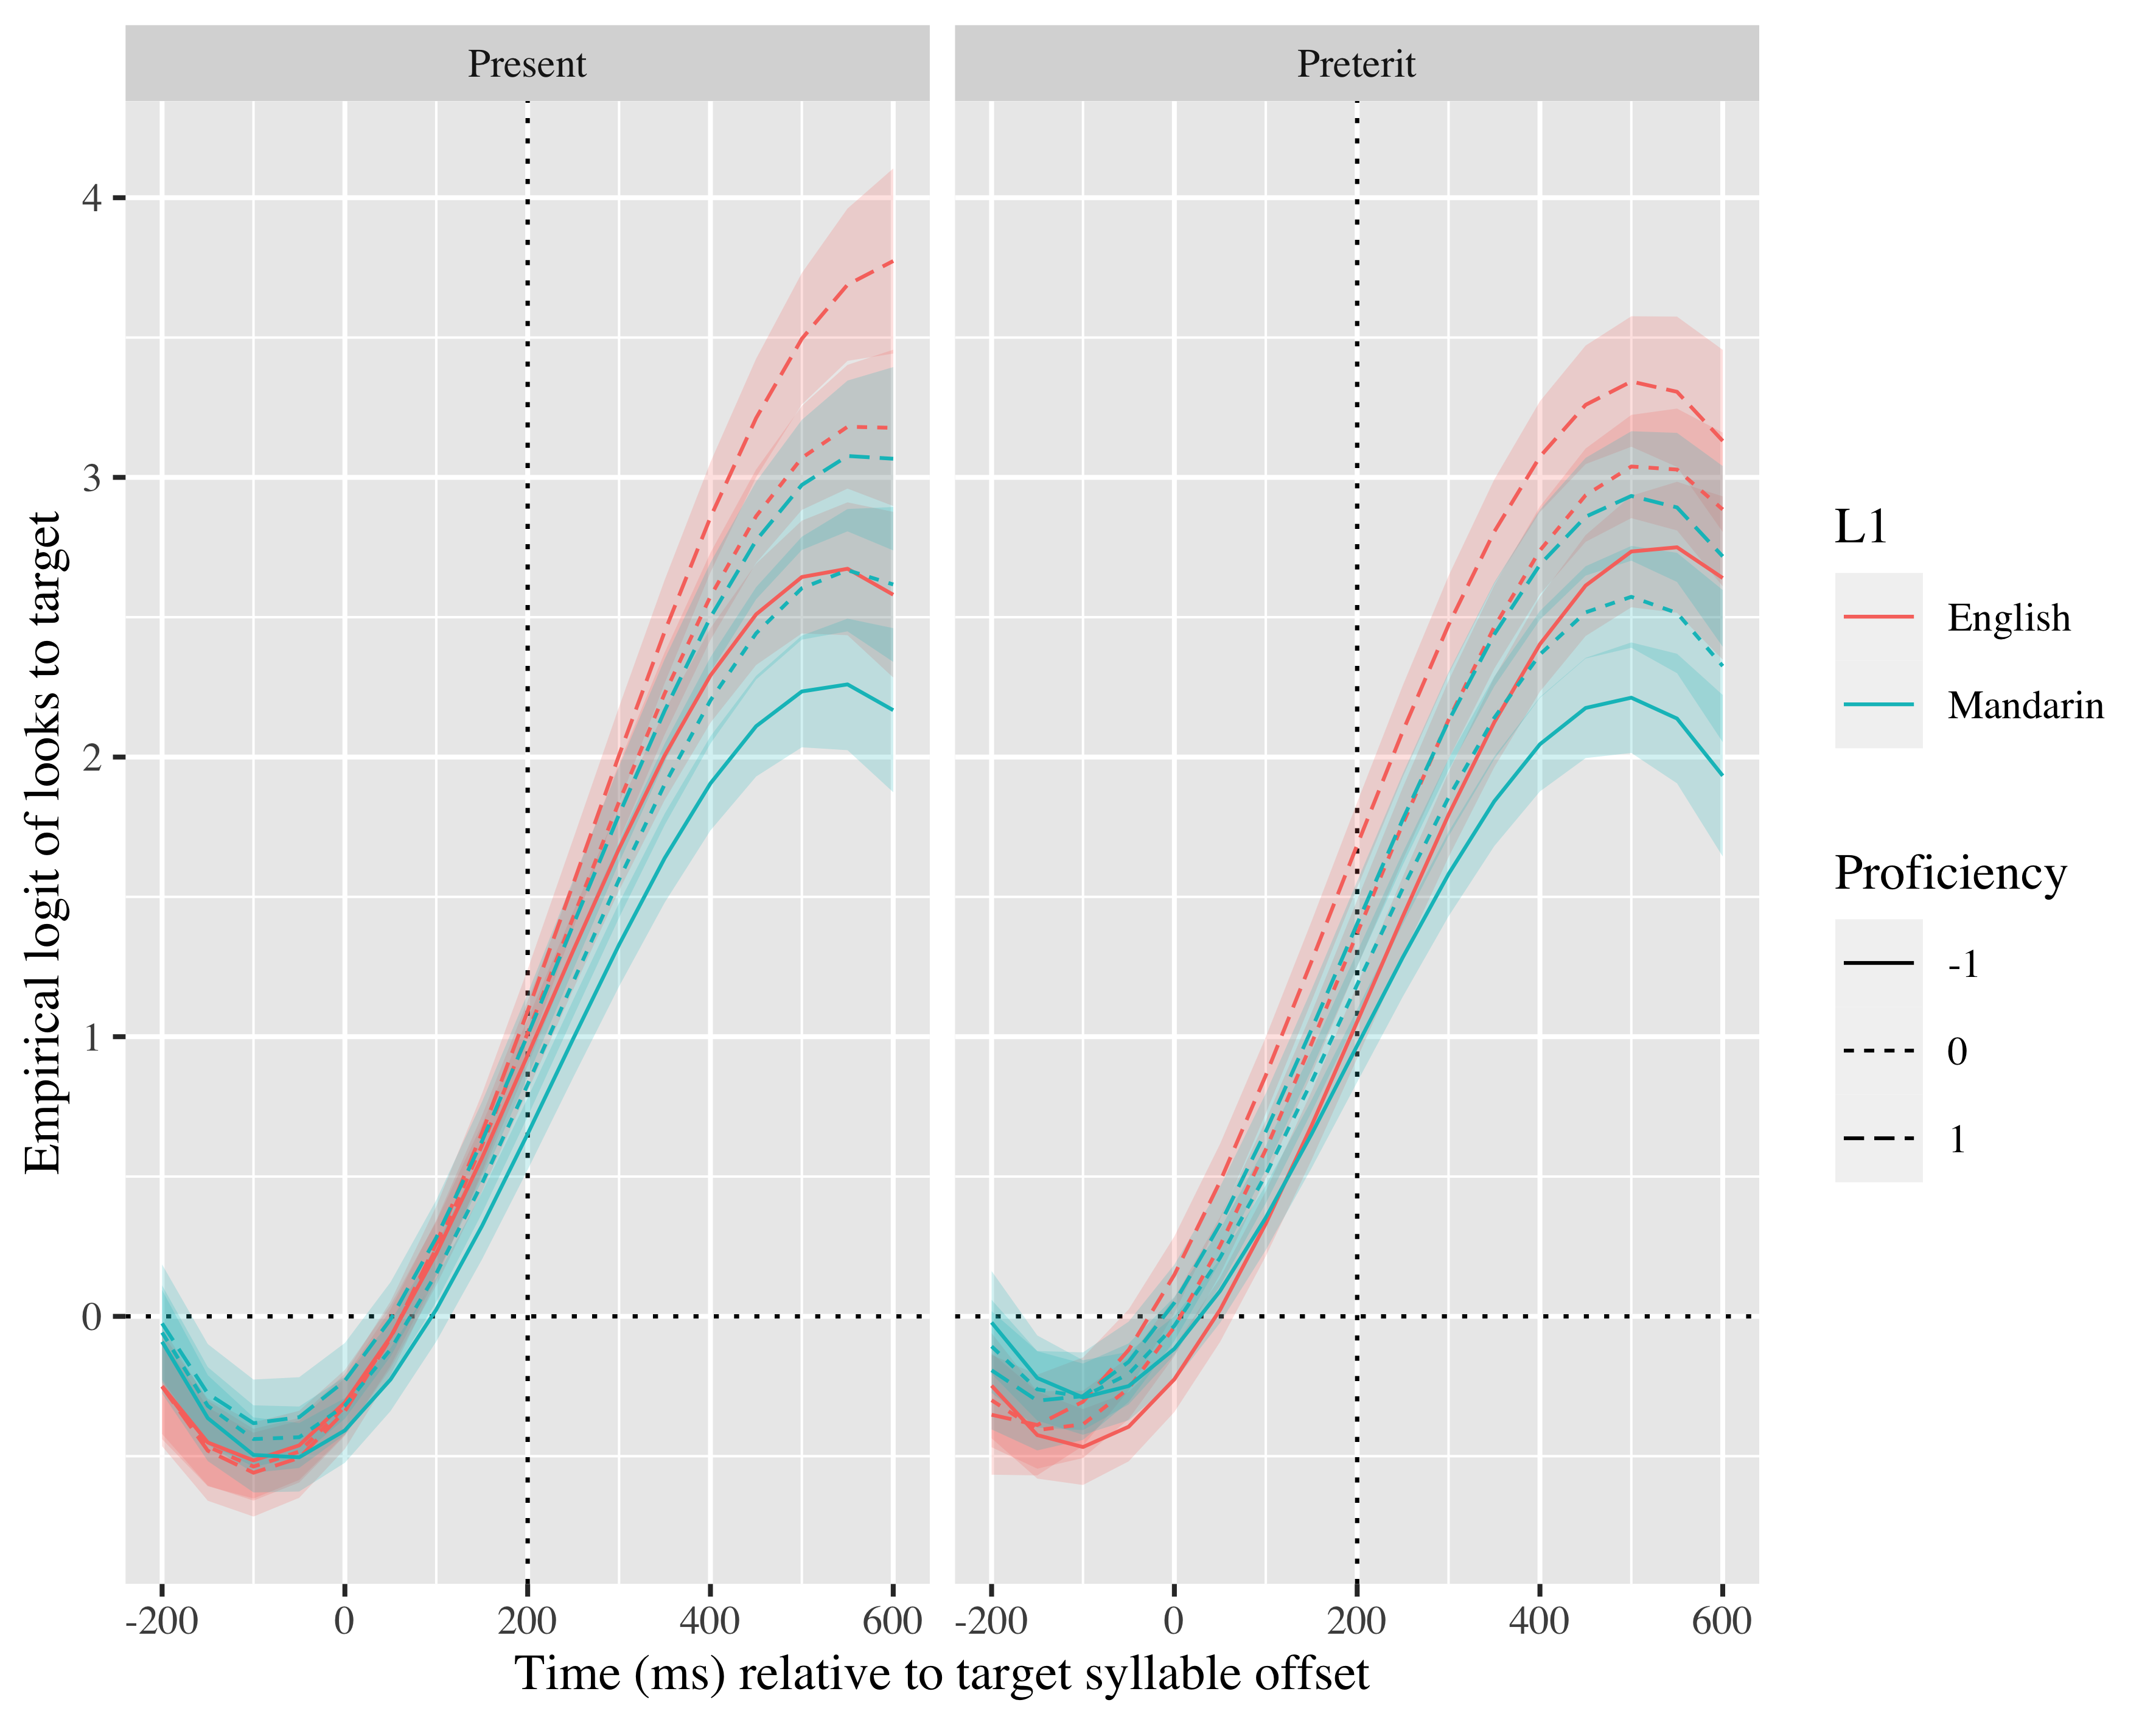 Present
Preterit
4
3
2
1
0
Empirical logit of looks to target
-200 0 200 400 600
-200 0 200 400 600
Time (ms) relative to target syllable offset
L1
English
Mandarin
Proficiency
-1
0
1